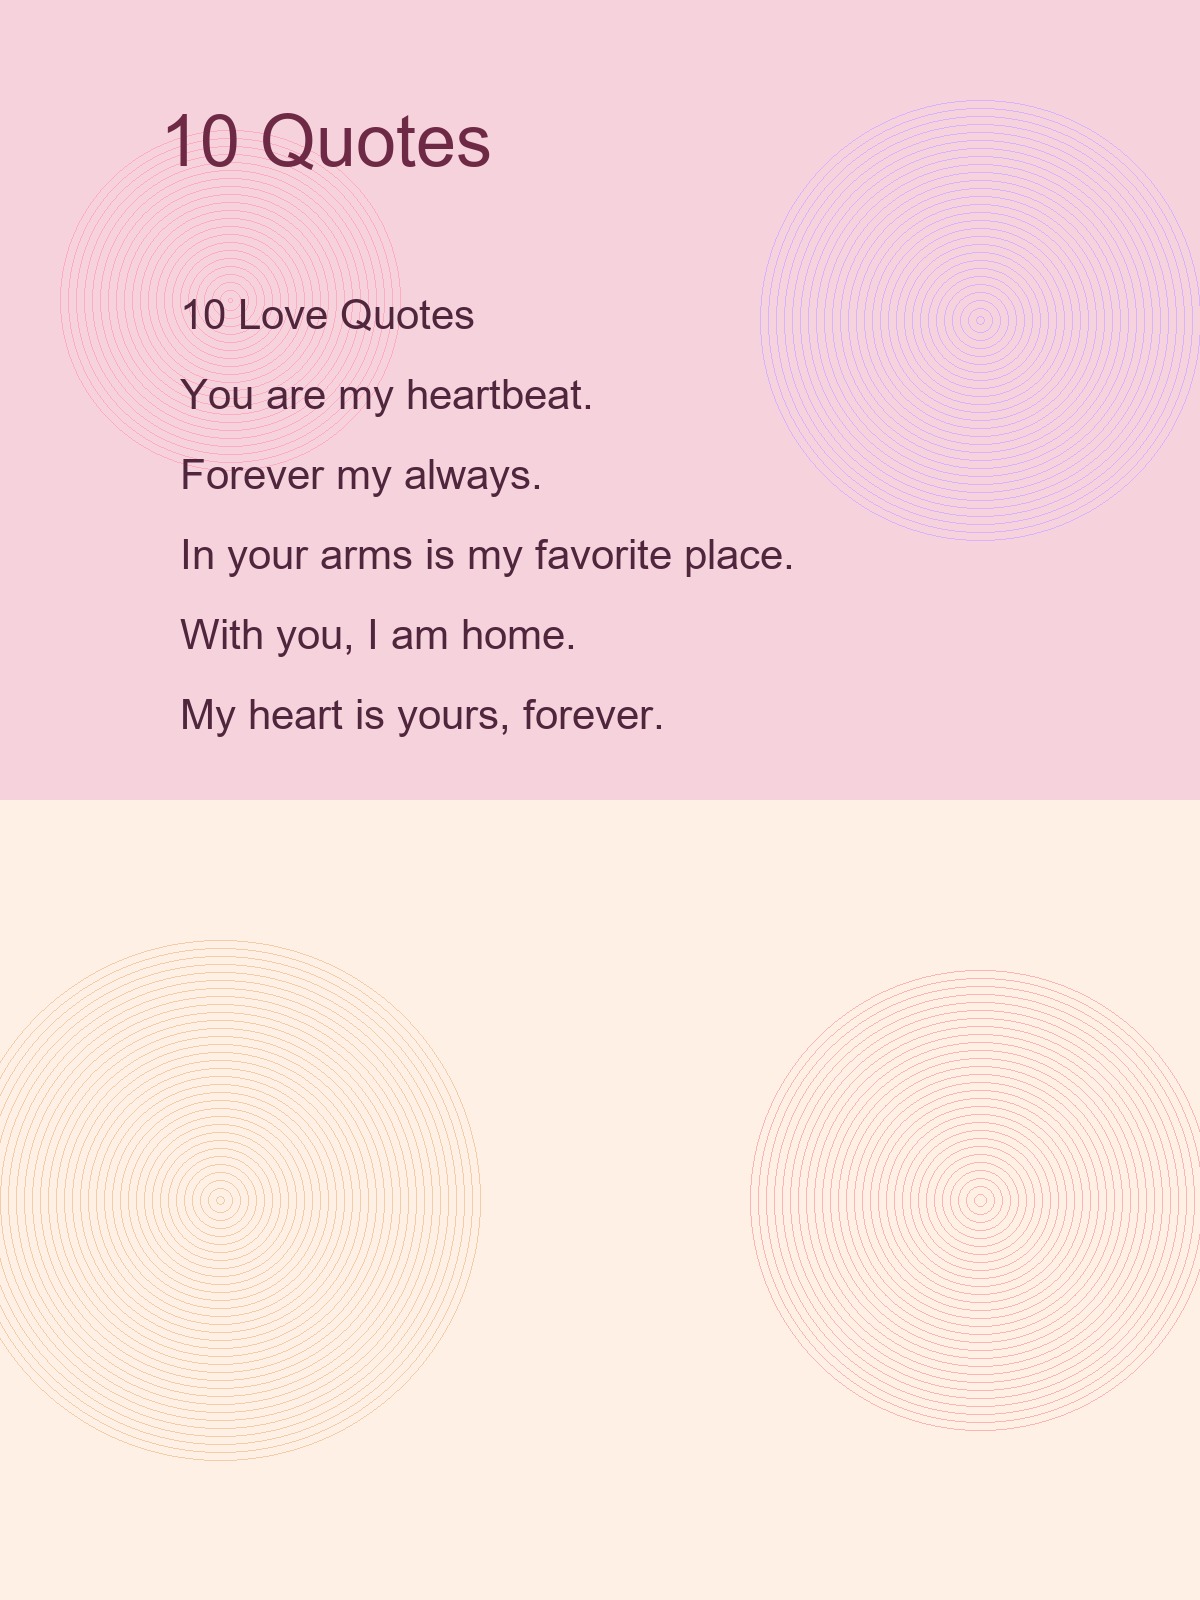 10 Quotes
10 Love Quotes
You are my heartbeat.
Forever my always.
In your arms is my favorite place.
With you, I am home.
My heart is yours, forever.